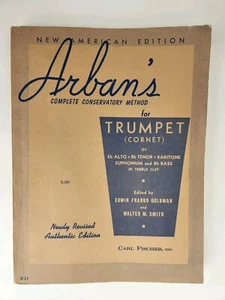 NEW AMERICAN EDITION
Arban's
COMPLETE CONSERVATORY METHOD
for
TRUMPET
(CORNET)
or
E♭ ALTO • B♭ TENOR • BARITONE
EUPHONIUM and B♭ BASS
IN TREBLE CLEF
Edited by
EDWIN FRANKO GOLDMAN
and
WALTER M. SMITH
Newly Revised
Authentic Edition
CARL FISCHER, INC.